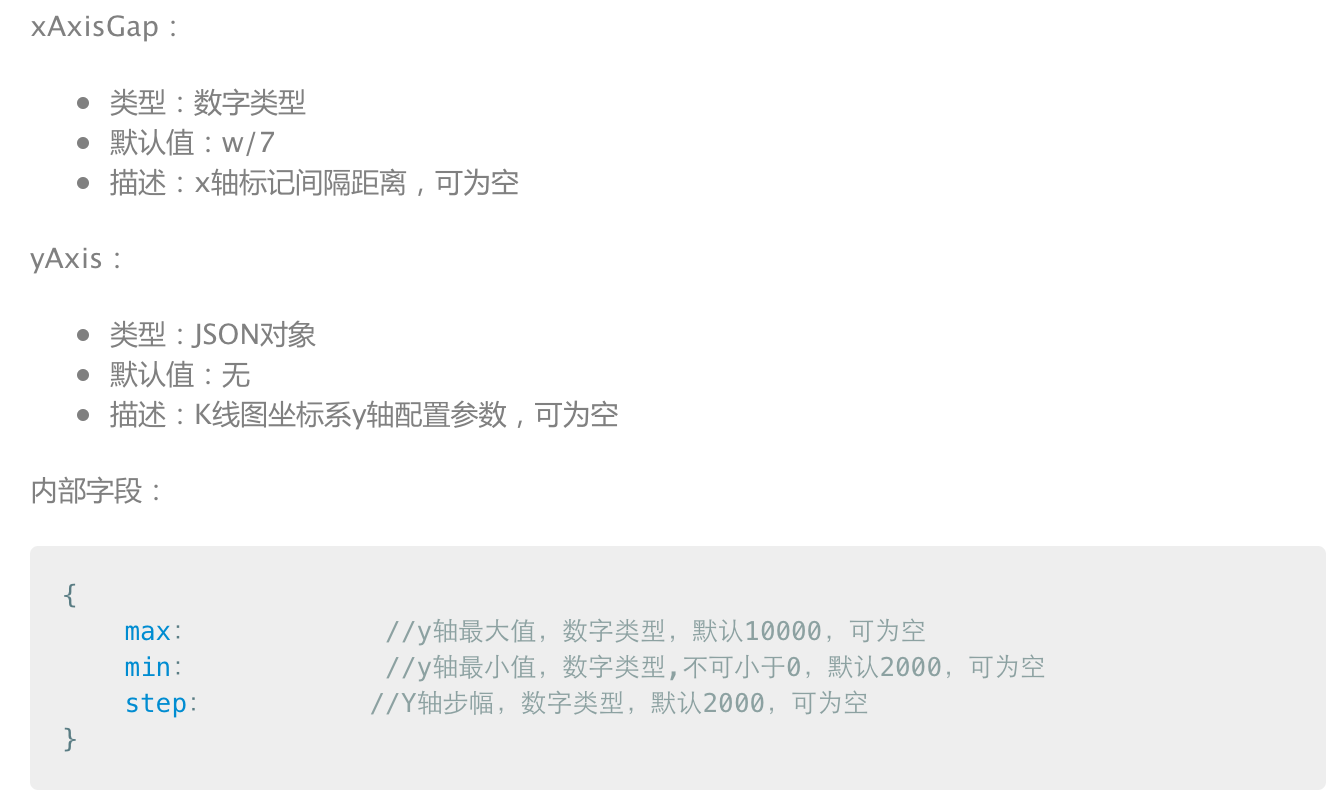 xAxisGap：
类型：数字类型
默认值：w/7
描述：x轴标记间隔距离，可为空
yAxis：
类型：JSON对象
默认值：无
描述：K线图坐标系y轴配置参数，可为空
内部字段：
{
max: //y轴最大值，数字类型，默认10000，可为空
min: //y轴最小值，数字类型,不可小于0，默认2000，可为空
step: //Y轴步幅，数字类型，默认2000，可为空
}